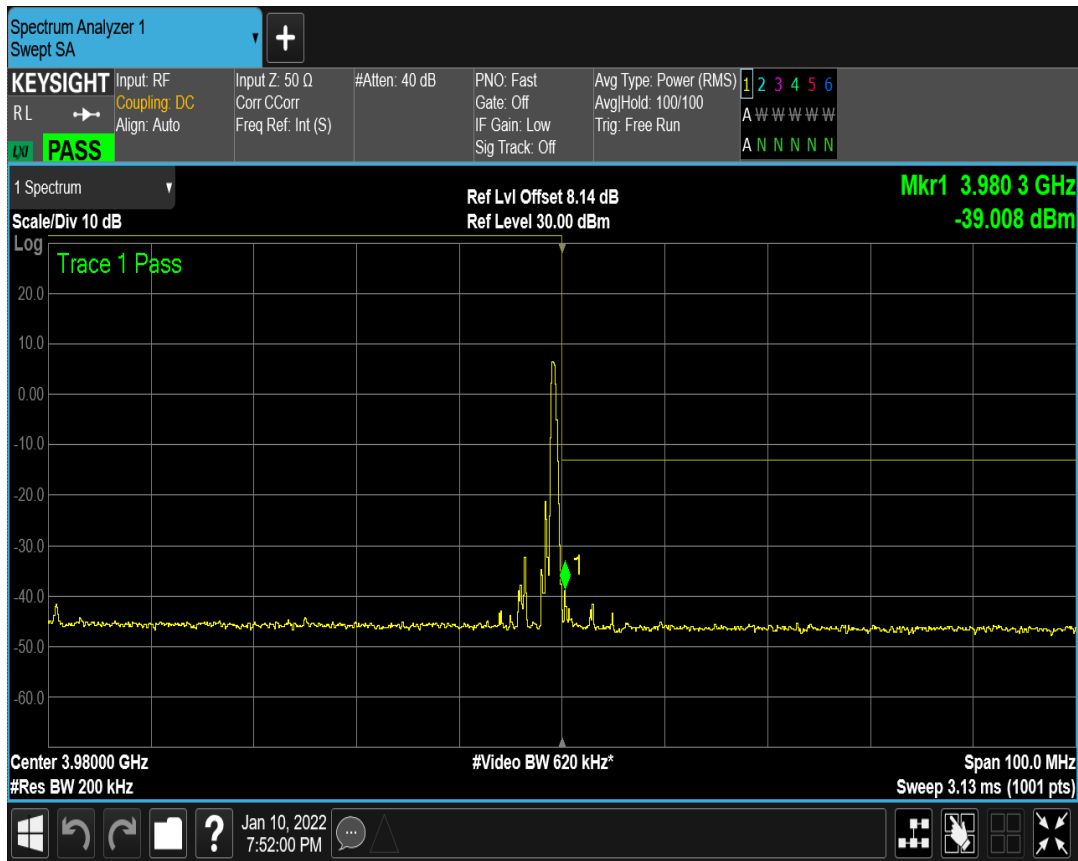 Spectrum Analyzer 1
Swept SA
+
KEYSIGHT
RL
LXI PASS
Input: RF
Coupling: DC
Align: Auto
Input Z: 50 Ω
Corr CCorr
Freq Ref: Int (S)
#Atten: 40 dB
PNO: Fast
Gate: Off
IF Gain: Low
Sig Track: Off
Avg Type: Power (RMS)
Avg|Hold: 100/100
Trig: Free Run
1 2 3 4 5 6
A W W W W W
A N N N N N
1 Spectrum
Scale/Div 10 dB
Ref Lvl Offset 8.14 dB
Ref Level 30.00 dBm
Mkr1 3.980 3 GHz
-39.008 dBm
Log
Trace 1 Pass
20.0
10.0
0.00
-10.0
-20.0
-30.0
-40.0
-50.0
-60.0
1
Center 3.98000 GHz
#Res BW 200 kHz
#Video BW 620 kHz*
Span 100.0 MHz
Sweep 3.13 ms (1001 pts)
?
Jan 10, 2022
7:52:00 PM